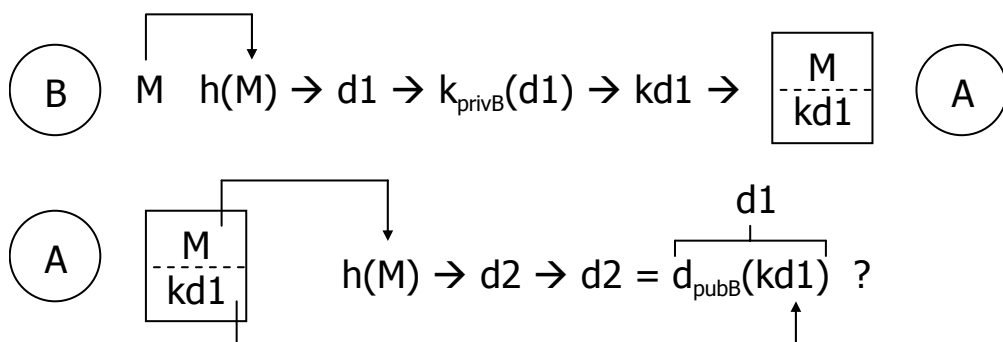 B M h(M) → d1 → k_privB(d1) → kd1 → M A
kd1
d1
A M h(M) → d2 → d2 = d_pubB(kd1) ?
kd1